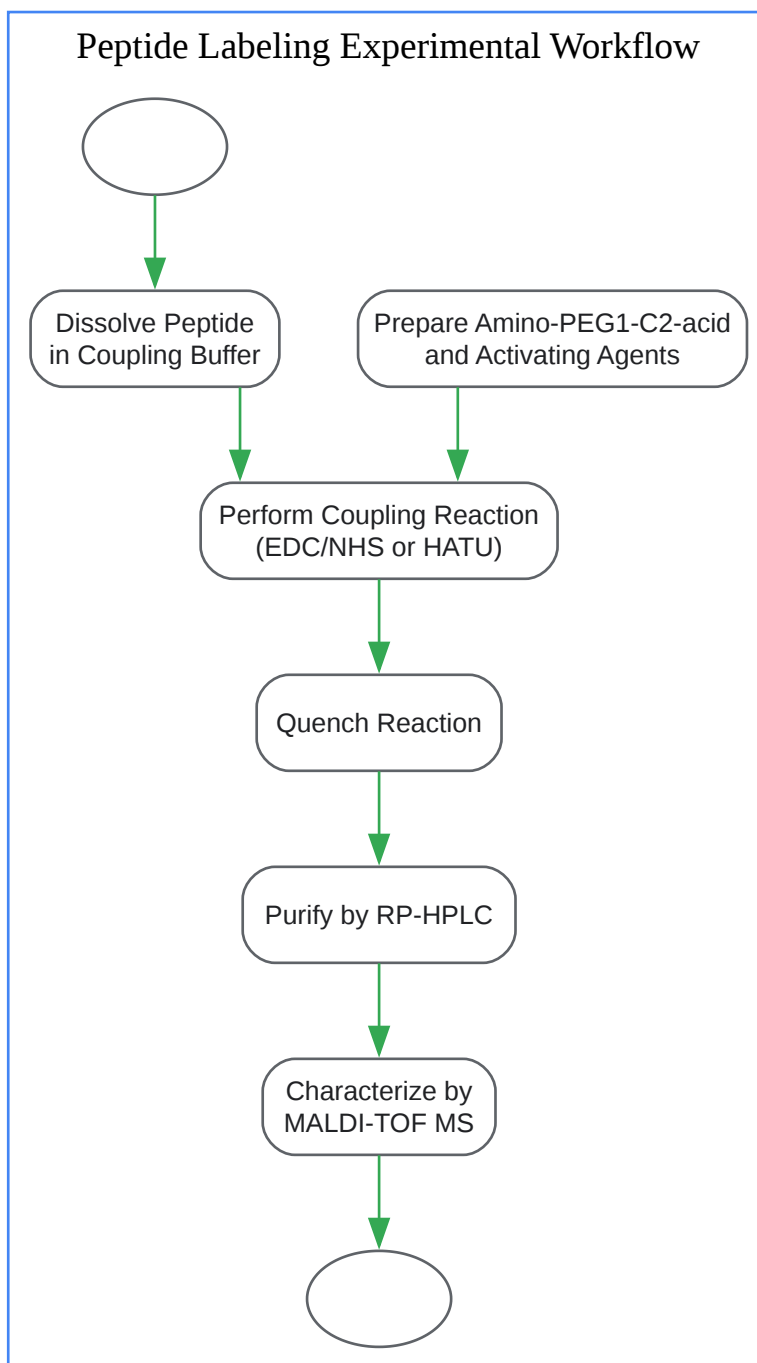 Peptide Labeling Experimental Workflow
Dissolve Peptide
in Coupling Buffer
Prepare Amino-PEG1-C2-acid
and Activating Agents
Perform Coupling Reaction
(EDC/NHS or HATU)
Quench Reaction
Purify by RP-HPLC
Characterize by
MALDI-TOF MS